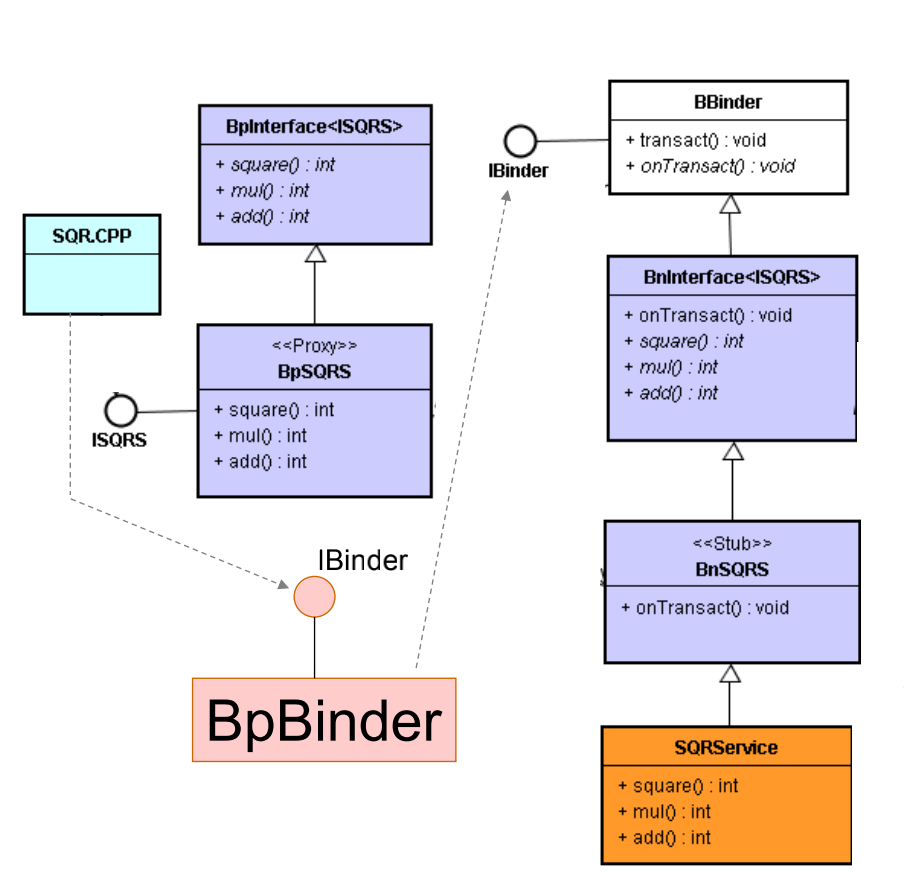 BpInterface<ISQRS>
+ square() : int
+ mul() : int
+ add() : int
SQR.CPP
<<Proxy>>
BpSQRS
+ square() : int
+ mul() : int
+ add() : int
ISQRS
IBinder
BpBinder
BBinder
+ transact() : void
+ onTransact() : void
IBinder
BnInterface<ISQRS>
+ onTransact() : void
+ square() : int
+ mul() : int
+ add() : int
<<Stub>>
BnSQRS
+ onTransact() : void
SQRService
+ square() : int
+ mul() : int
+ add() : int